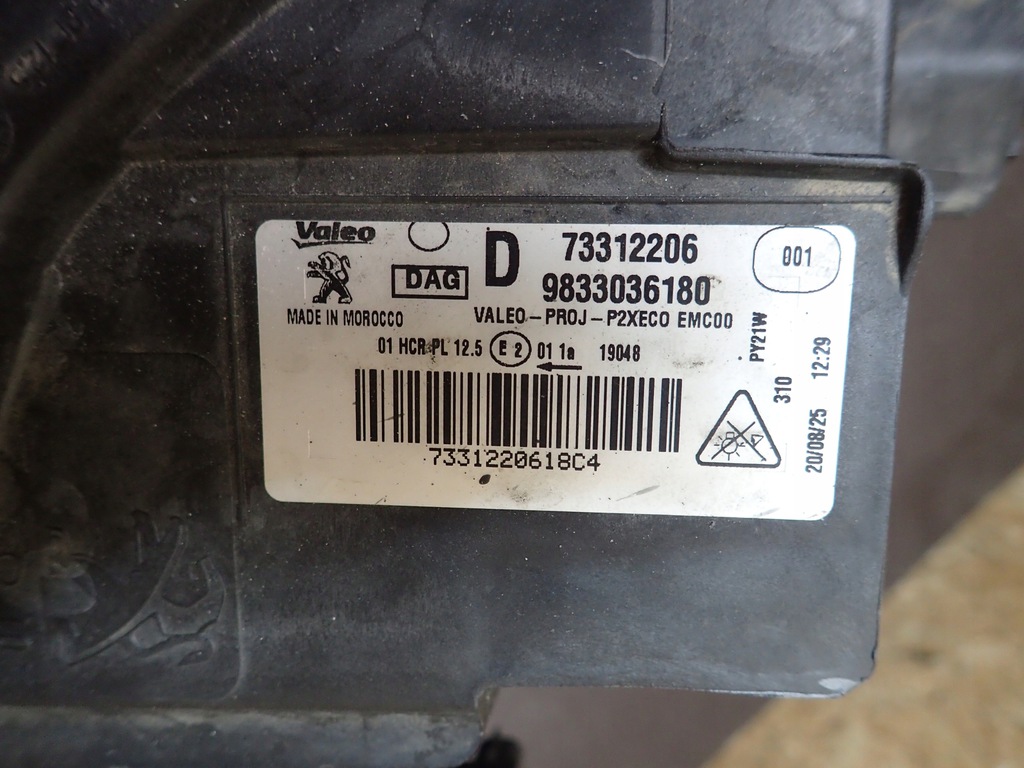 Valeo
DAG
D
73312206
9833036180
001
MADE IN MOROCCO
VALEO-PROJ-P2XECO EMC00
01 HCR PL 12.5 E2 01 1a 19048
7331220618C4
PY21W
310
20/08/25 12:29